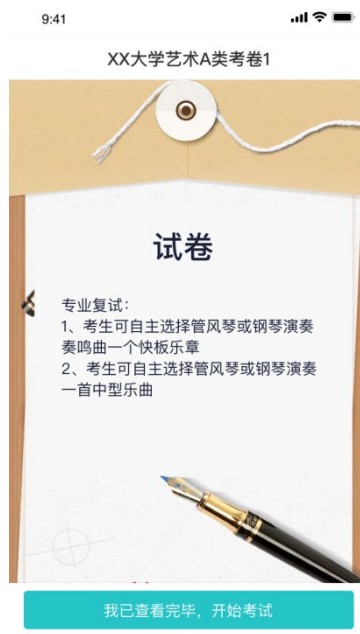 9:41
XX大学艺术A类考卷1
试卷
专业复试：
1、考生可自主选择管风琴或钢琴演奏
奏鸣曲一个快板乐章
2、考生可自主选择管风琴或钢琴演奏
一首中型乐曲
我已查看完毕，开始考试